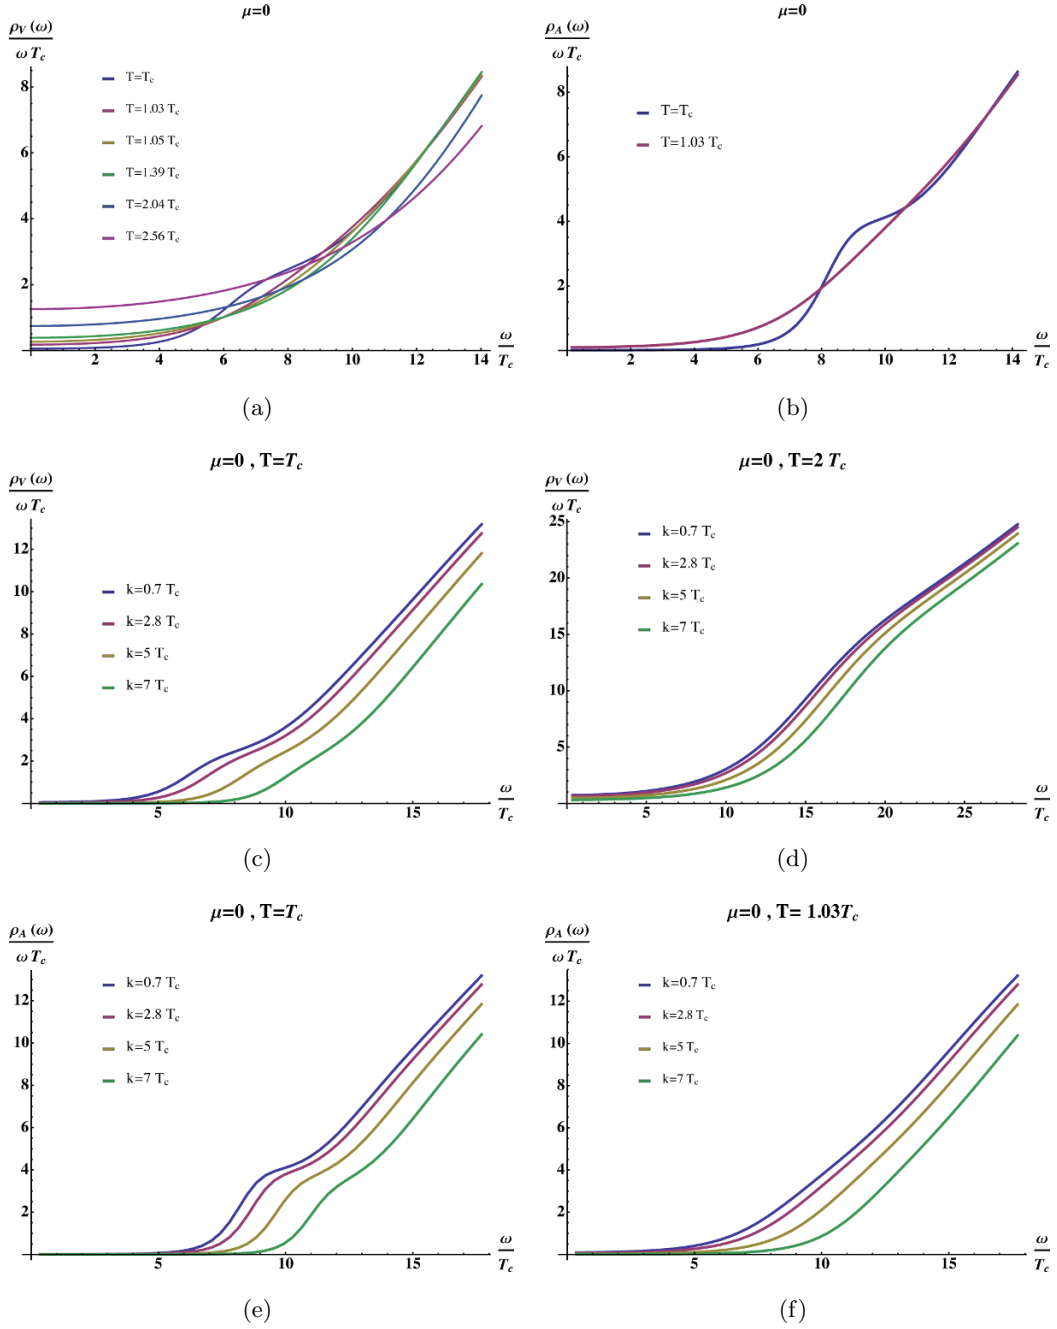 μ=0
ρV(ω)
ω Tc
T=Tc
T=1.03 Tc
T=1.05 Tc
T=1.39 Tc
T=2.04 Tc
T=2.56 Tc
8
6
4
2
2 4 6 8 10 12 14
ω
Tc
(a)
μ=0
ρA(ω)
ω Tc
T=Tc
T=1.03 Tc
8
6
4
2
2 4 6 8 10 12 14
ω
Tc
(b)
μ=0 , T=Tc
ρV(ω)
ω Tc
k=0.7 Tc
k=2.8 Tc
k=5 Tc
k=7 Tc
12
10
8
6
4
2
5 10 15
ω
Tc
(c)
μ=0 , T=2 Tc
ρV(ω)
ω Tc
k=0.7 Tc
k=2.8 Tc
k=5 Tc
k=7 Tc
25
20
15
10
5
5 10 15 20 25
ω
Tc
(d)
μ=0 , T=Tc
ρA(ω)
ω Tc
k=0.7 Tc
k=2.8 Tc
k=5 Tc
k=7 Tc
12
10
8
6
4
2
5 10 15
ω
Tc
(e)
μ=0 , T= 1.03Tc
ρA(ω)
ω Tc
k=0.7 Tc
k=2.8 Tc
k=5 Tc
k=7 Tc
12
10
8
6
4
2
5 10 15
ω
Tc
(f)